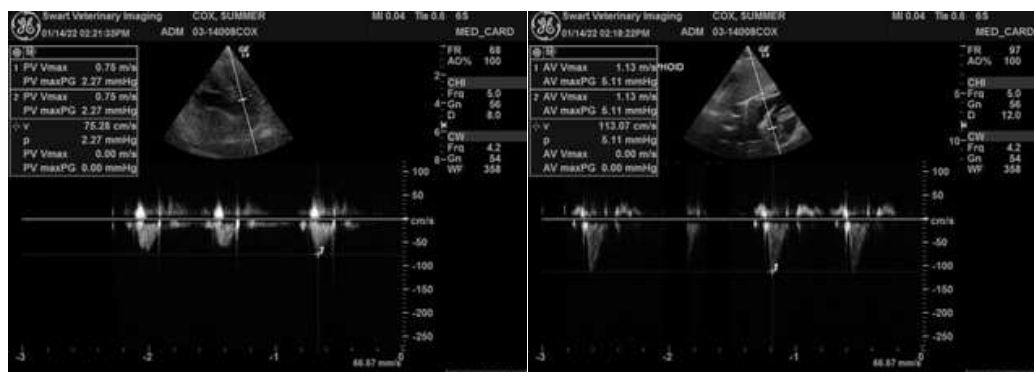 Swart Veterinary Imaging COX, SUMMER MI 0.04 TIs 0.6 6S
01/14/22 02:21:35PM ADM 03-14008COX MED_CARD
1 PV Vmax 0.75 m/s
PV maxPG 2.27 mmHg
2 PV Vmax 0.75 m/s
PV maxPG 2.27 mmHg
v 75.28 cm/s
p 2.27 mmHg
PV Vmax 0.00 m/s
PV maxPG 0.00 mmHg
2
4
6
8
FR 68
AO% 100
CHI
Frq 5.0
Gn 56
D 8.0
CW
Frq 4.2
Gn 54
WF 358
100
50
cm/s
-50
-100
-150
-200
-250
-3 -2 -1 0
66.67 mm/s
Swart Veterinary Imaging COX, SUMMER MI 0.04 TIs 0.6 6S
01/14/22 02:18:22PM ADM 03-14008COX MED_CARD
1 AV Vmax 1.13 m/s
AV maxPG 5.11 mmHg
2 AV Vmax 1.13 m/s
AV maxPG 5.11 mmHg
v 113.07 cm/s
p 5.11 mmHg
AV Vmax 0.00 m/s
AV maxPG 0.00 mmHg
PHOID
5
10
FR 97
AO% 100
CHI
Frq 5.0
Gn 56
D 12.0
CW
Frq 4.2
Gn 54
WF 358
100
50
cm/s
-50
-100
-150
-200
-250
-3 -2 -1 0
66.67 mm/s